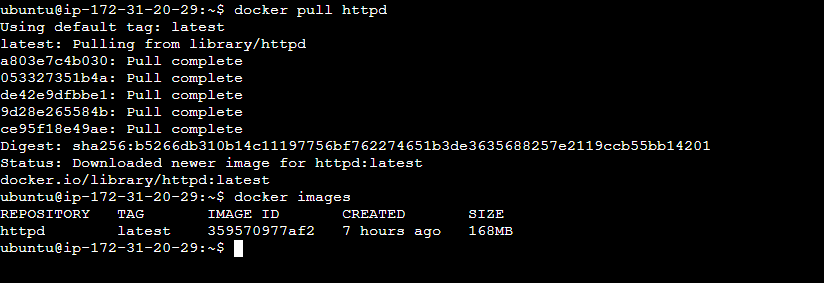 ubuntu@ip-172-31-20-29:~$ docker pull httpd
Using default tag: latest
latest: Pulling from library/httpd
a803e7c4b030: Pull complete
053327351b4a: Pull complete
de42e9dfbbe1: Pull complete
9d28e265584b: Pull complete
ce95f18e49ae: Pull complete
Digest: sha256:b5266db310b14c11197756bf762274651b3de3635688257e2119ccb55bb14201
Status: Downloaded newer image for httpd:latest
docker.io/library/httpd:latest
ubuntu@ip-172-31-20-29:~$ docker images
REPOSITORY   TAG       IMAGE ID       CREATED       SIZE
httpd        latest    359570977af2   7 hours ago   168MB
ubuntu@ip-172-31-20-29:~$